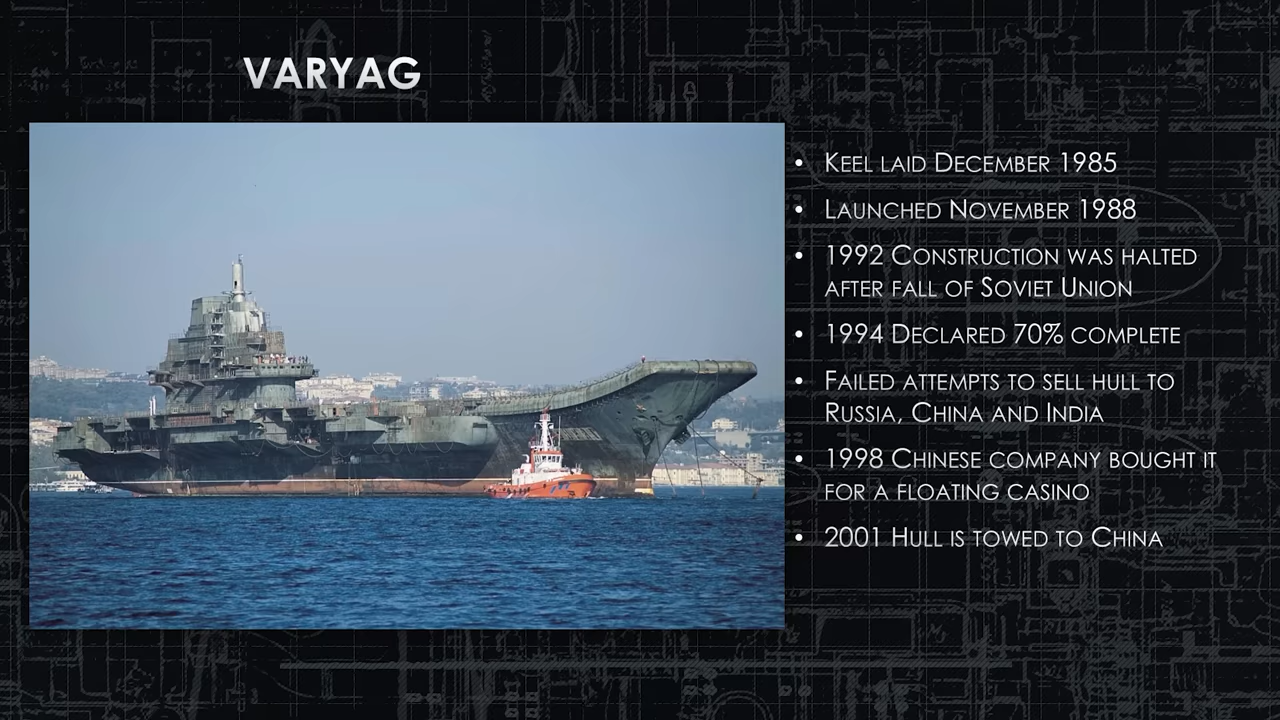 VARYAG
• Keel laid December 1985
• Launched November 1988
• 1992 Construction was halted
after fall of Soviet Union
• 1994 Declared 70% complete
• Failed attempts to sell hull to
Russia, China and India
• 1998 Chinese company bought it
for a floating casino
• 2001 Hull is towed to China